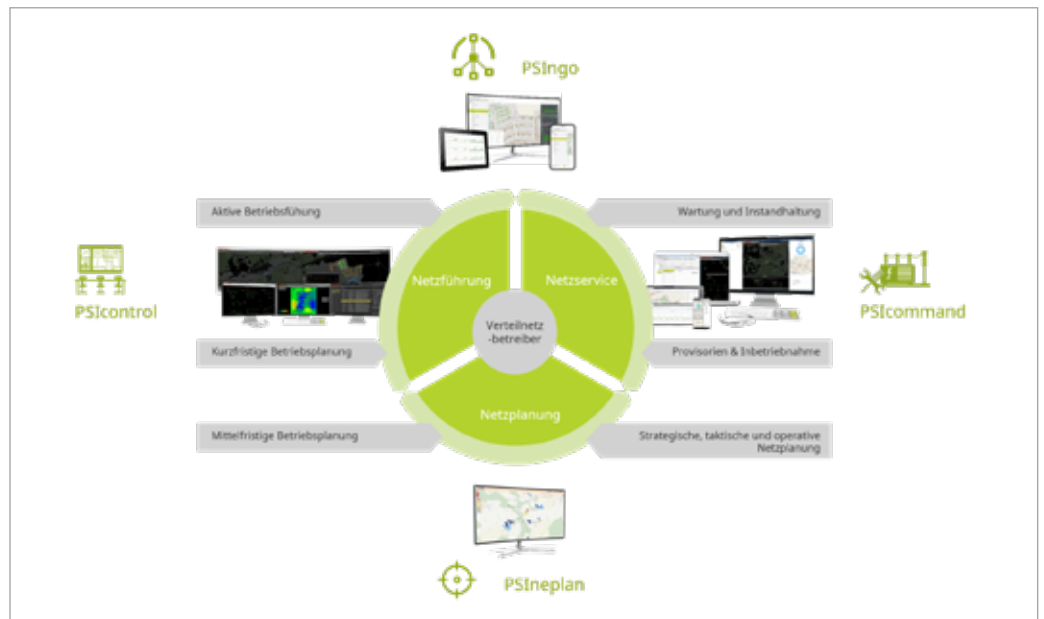 PSIngo
Aktive Betriebsfühung
Wartung und Instandhaltung
Netzführung
Netzservice
PSIcontrol
PSIcommand
Verteilnetz
-betreiber
Kurzfristige Betriebsplanung
Provisorien & Inbetriebnahme
Netzplanung
Mittelfristige Betriebsplanung
Strategische, taktische und operative
Netzplanung
PSIneplan